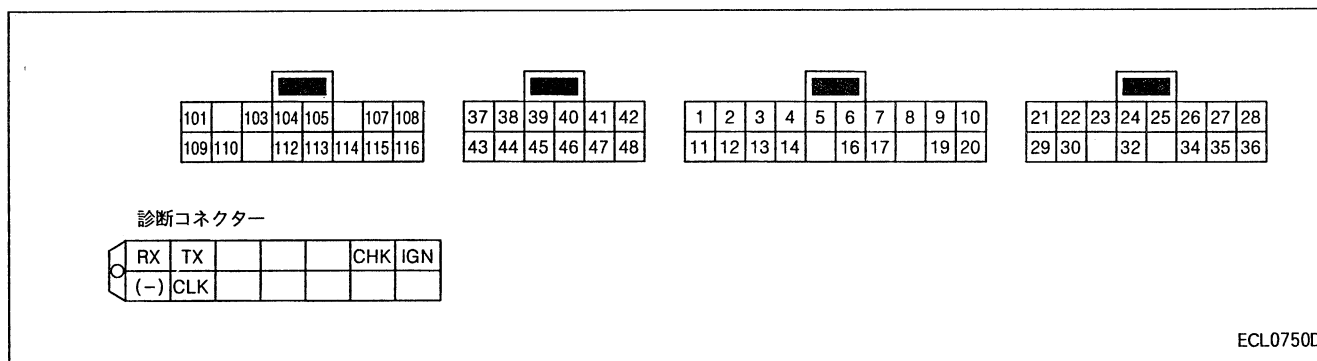 101 103 104 105 107 108 37 38 39 40 41 42 1 2 3 4 5 6 7 8 9 10 21 22 23 24 25 26 27 28
109 110 112 113 114 115 116 43 44 45 46 47 48 11 12 13 14 16 17 19 20 29 30 32 34 35 36
診断コネクター
RX TX CHK IGN
(−) CLK
ECL0750D